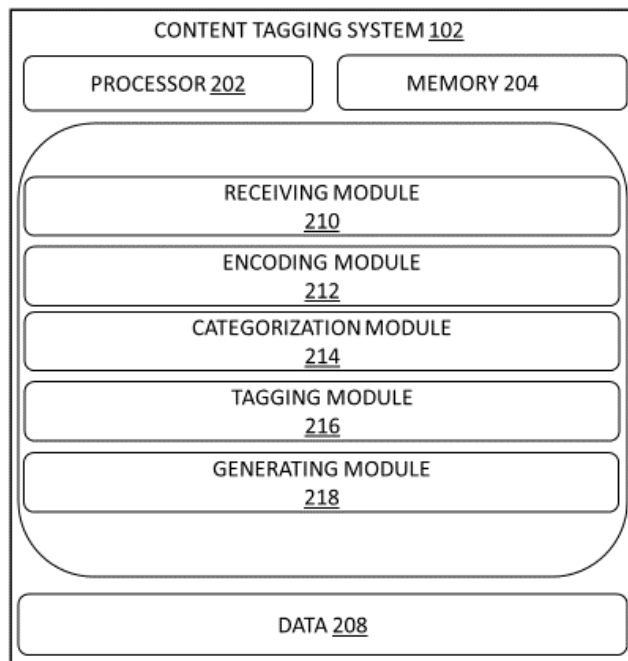 CONTENT TAGGING SYSTEM 102
PROCESSOR 202
MEMORY 204
RECEIVING MODULE
210
ENCODING MODULE
212
CATEGORIZATION MODULE
214
TAGGING MODULE
216
GENERATING MODULE
218
DATA 208